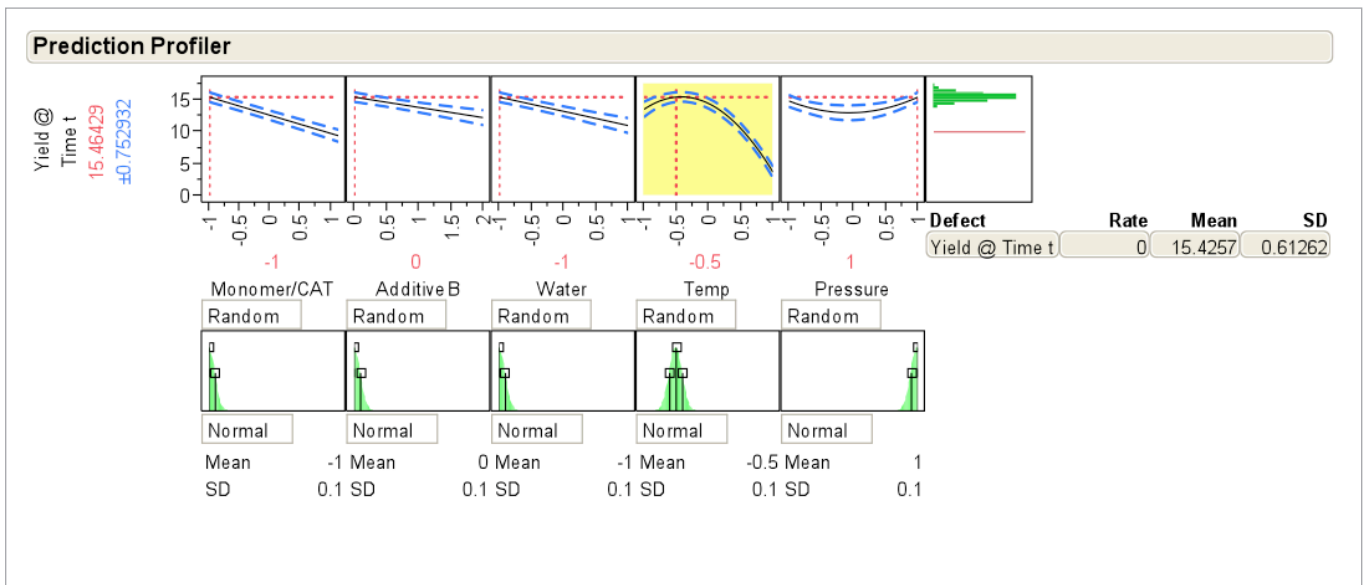 Prediction Profiler
Yield @
Time t
15.46429
±0.752932
15
10
5
0
-1 -0.5 0 0.5 1 0 0.5 1 1.5 2 -1 -0.5 0 0.5 1 -1 -0.5 0 0.5 1 -1 -0.5 0 0.5 1
-1 0 -1 -0.5 1
Monomer/CAT Additive B Water Temp Pressure
Defect Rate Mean SD
Yield @ Time t 0 15.4257 0.61262
Random Random Random Random Random
Normal Normal Normal Normal Normal
Mean -1 Mean 0 Mean -1 Mean -0.5 Mean 1
SD 0.1 SD 0.1 SD 0.1 SD 0.1 SD 0.1